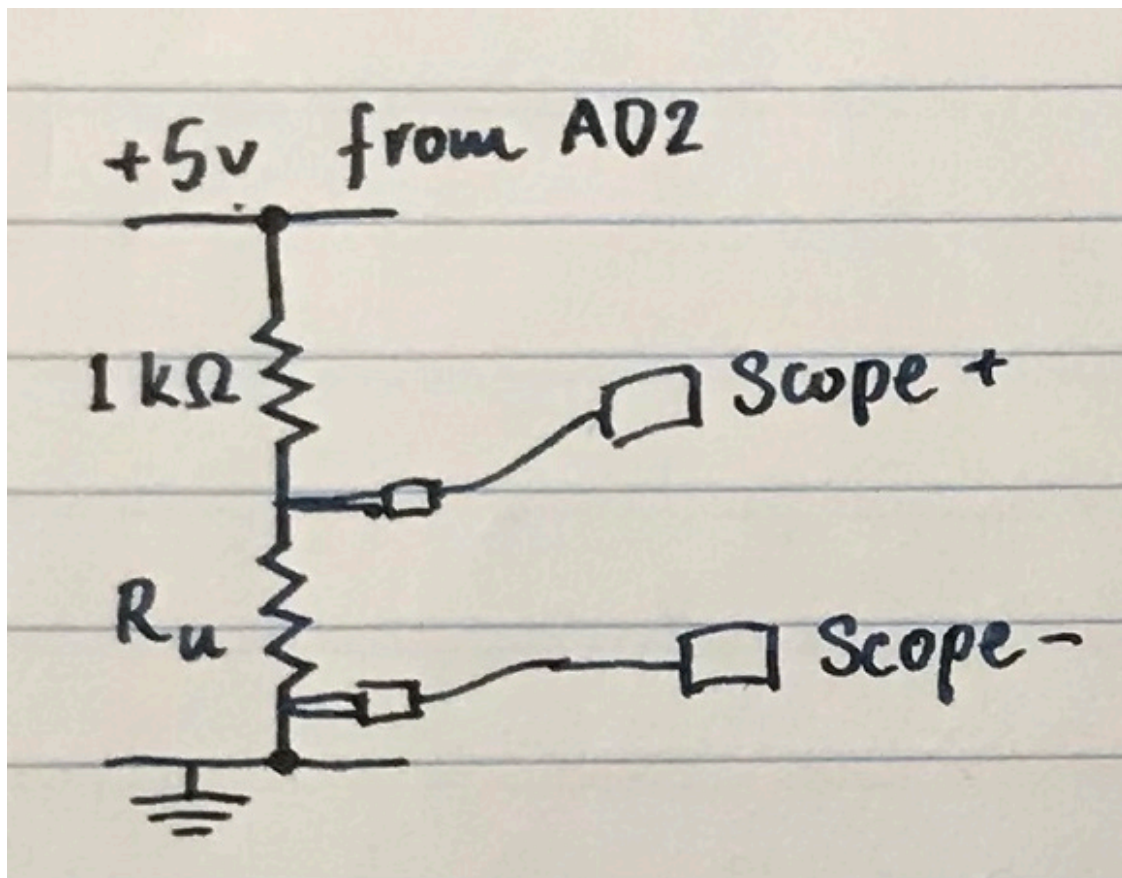 +5v from AD2
1 kΩ
Scope +
Ru
Scope -